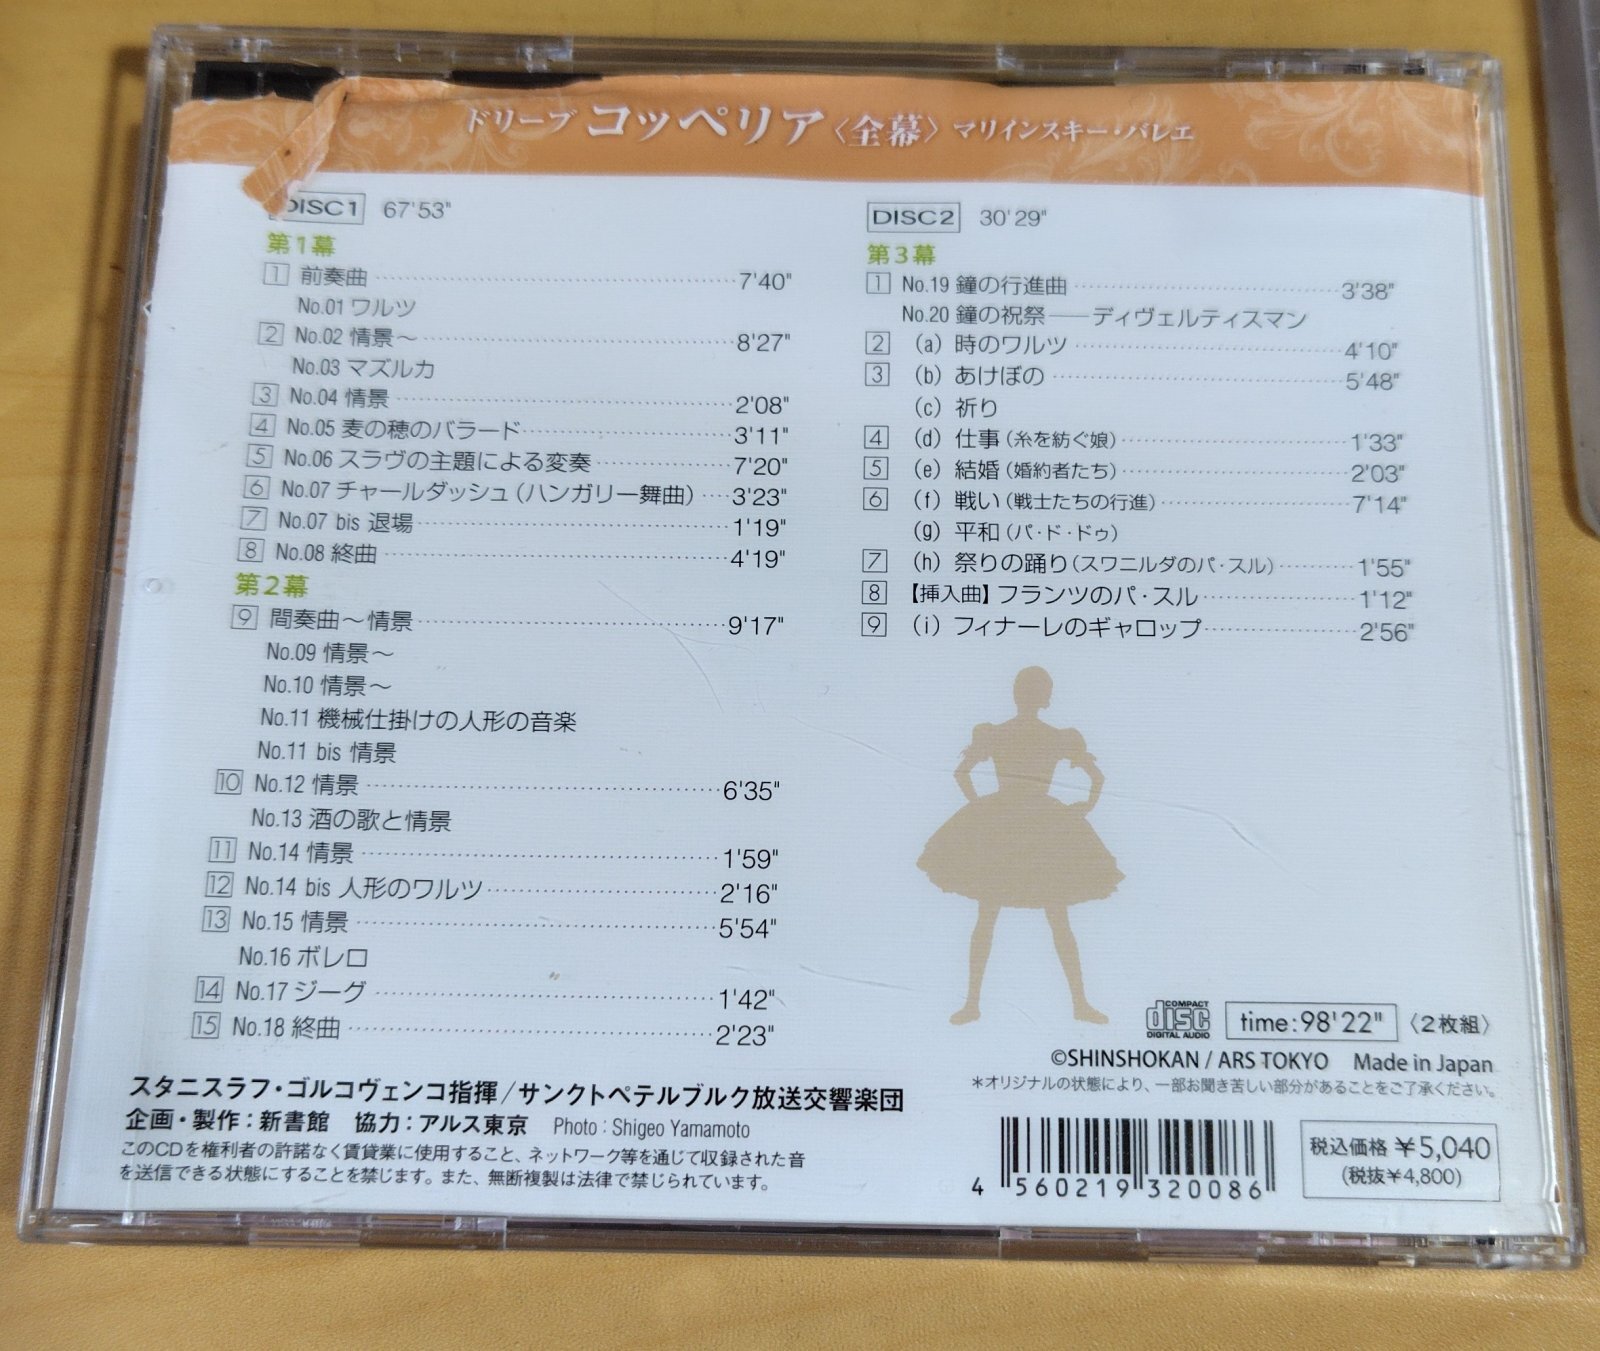 ドリーブ コッペリア〈全幕〉マリインスキー・バレエ
DISC1 67'53"
第1幕
1 前奏曲 7'40"
No.01 ワルツ
2 No.02 情景～ 8'27"
No.03 マズルカ
3 No.04 情景 2'08"
4 No.05 麦の穂のバラード 3'11"
5 No.06 スラヴの主題による変奏 7'20"
6 No.07 チャールダッシュ（ハンガリー舞曲） 3'23"
7 No.07 bis 退場 1'19"
8 No.08 終曲 4'19"
第2幕
9 間奏曲～情景 9'17"
No.09 情景～
No.10 情景～
No.11 機械仕掛けの人形の音楽
No.11 bis 情景
10 No.12 情景 6'35"
No.13 酒の歌と情景
11 No.14 情景 1'59"
12 No.14 bis 人形のワルツ 2'16"
13 No.15 情景 5'54"
No.16 ボレロ
14 No.17 ジーグ 1'42"
15 No.18 終曲 2'23"
DISC2 30'29"
第3幕
1 No.19 鐘の行進曲 3'38"
No.20 鐘の祝祭――ディヴェルティスマン
2 （a）時のワルツ 4'10"
3 （b）あけぼの 5'48"
（c）祈り
4 （d）仕事（糸を紡ぐ娘） 1'33"
5 （e）結婚（婚約者たち） 2'03"
6 （f）戦い（戦士たちの行進） 7'14"
（g）平和（パ・ド・ドゥ）
7 （h）祭りの踊り（スワニルダのパ・スル） 1'55"
8 【挿入曲】フランツのパ・スル 1'12"
9 （i）フィナーレのギャロップ 2'56"
COMPACT disc DIGITAL AUDIO time:98'22" 〈2枚組〉
©SHINSHOKAN / ARS TOKYO Made in Japan
＊オリジナルの状態により、一部お聞き苦しい部分があることをご了承ください。
スタニスラフ・ゴルコヴェンコ指揮／サンクトペテルブルク放送交響楽団
企画・製作：新書館 協力：アルス東京 Photo：Shigeo Yamamoto
このCDを権利者の許諾なく賃貸業に使用すること、ネットワーク等を通じて収録された音
を送信できる状態にすることを禁じます。また、無断複製は法律で禁じられています。
4 560219 320086
税込価格 ¥5,040
（税抜¥4,800）